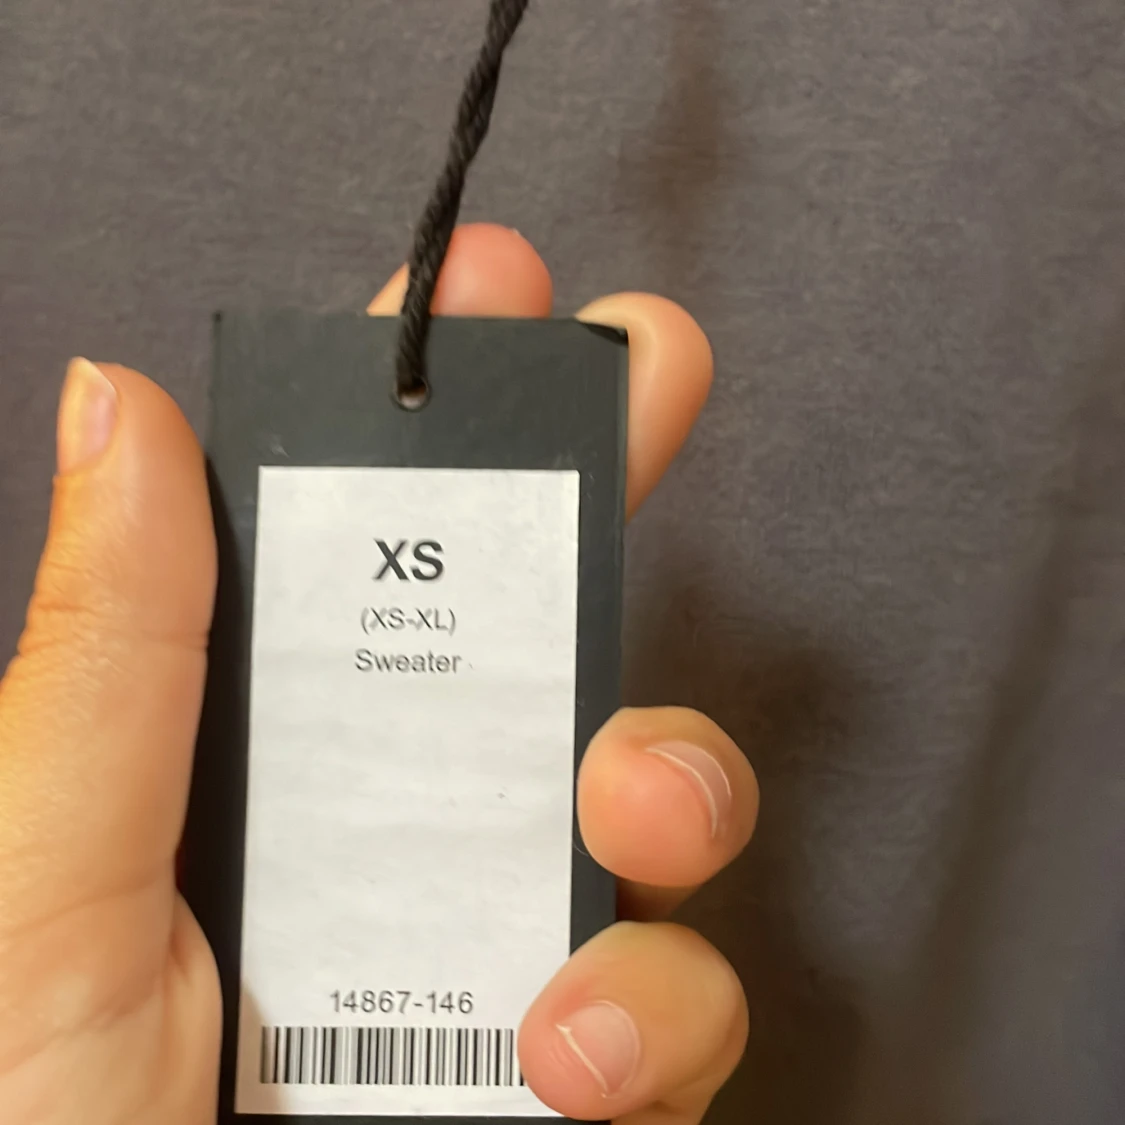 XS
(XS-XL)
Sweater
14867-146